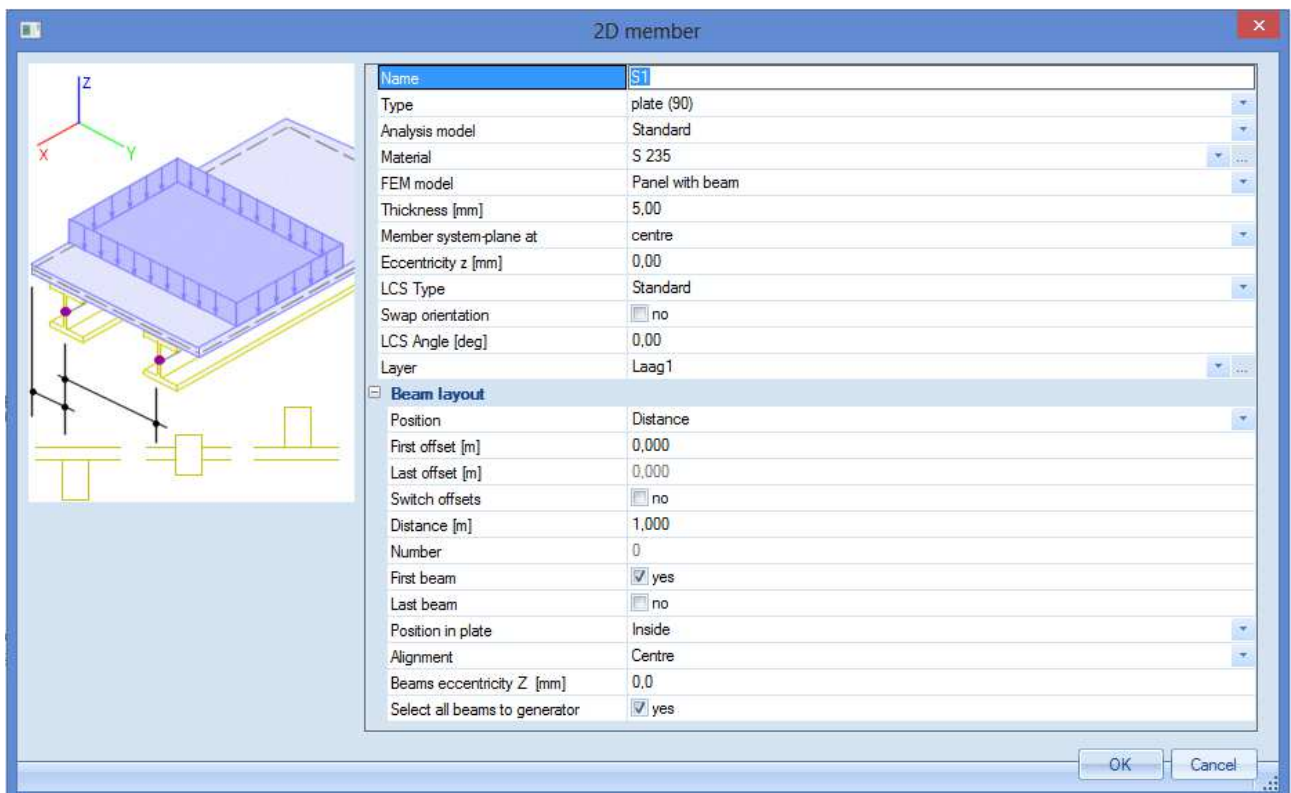 2D member
Z
X
Y
Name S1
Type plate (90)
Analysis model Standard
Material S 235 ...
FEM model Panel with beam
Thickness [mm] 5,00
Member system-plane at centre
Eccentricity z [mm] 0,00
LCS Type Standard
Swap orientation no
LCS Angle [deg] 0,00
Layer Laag1 ...
Beam layout
Position Distance
First offset [m] 0,000
Last offset [m] 0,000
Switch offsets no
Distance [m] 1,000
Number 0
First beam yes
Last beam no
Position in plate Inside
Alignment Centre
Beams eccentricity Z [mm] 0,0
Select all beams to generator yes
OK Cancel